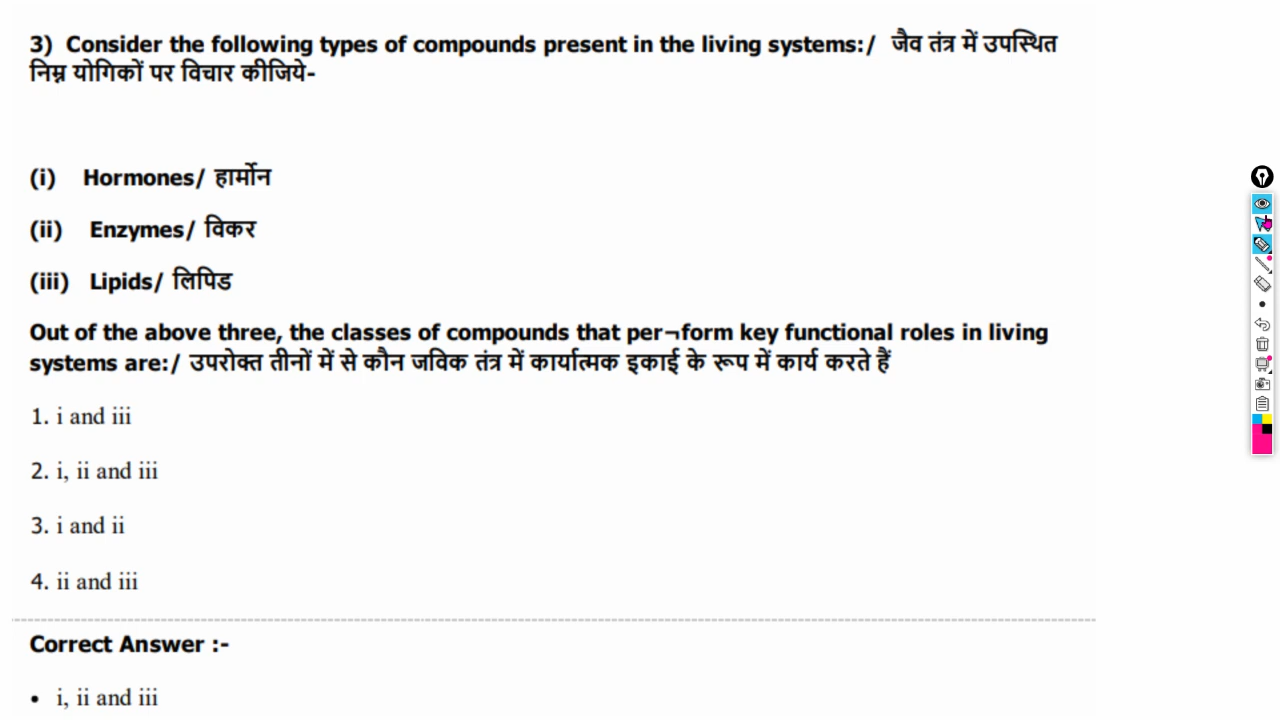 3) Consider the following types of compounds present in the living systems:/ जैव तंत्र में उपस्थित
निम्न योगिकों पर विचार कीजिये-
(i) Hormones/ हार्मोन
(ii) Enzymes/ विकर
(iii) Lipids/ लिपिड
Out of the above three, the classes of compounds that per¬form key functional roles in living
systems are:/ उपरोक्त तीनों में से कौन जविक तंत्र में कार्यात्मक इकाई के रूप में कार्य करते हैं
1. i and iii
2. i, ii and iii
3. i and ii
4. ii and iii
Correct Answer :-
• i, ii and iii